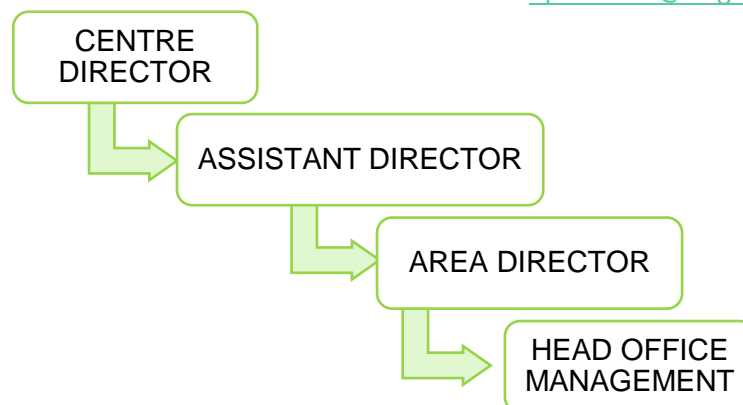 CENTRE
DIRECTOR
ASSISTANT DIRECTOR
AREA DIRECTOR
HEAD OFFICE
MANAGEMENT